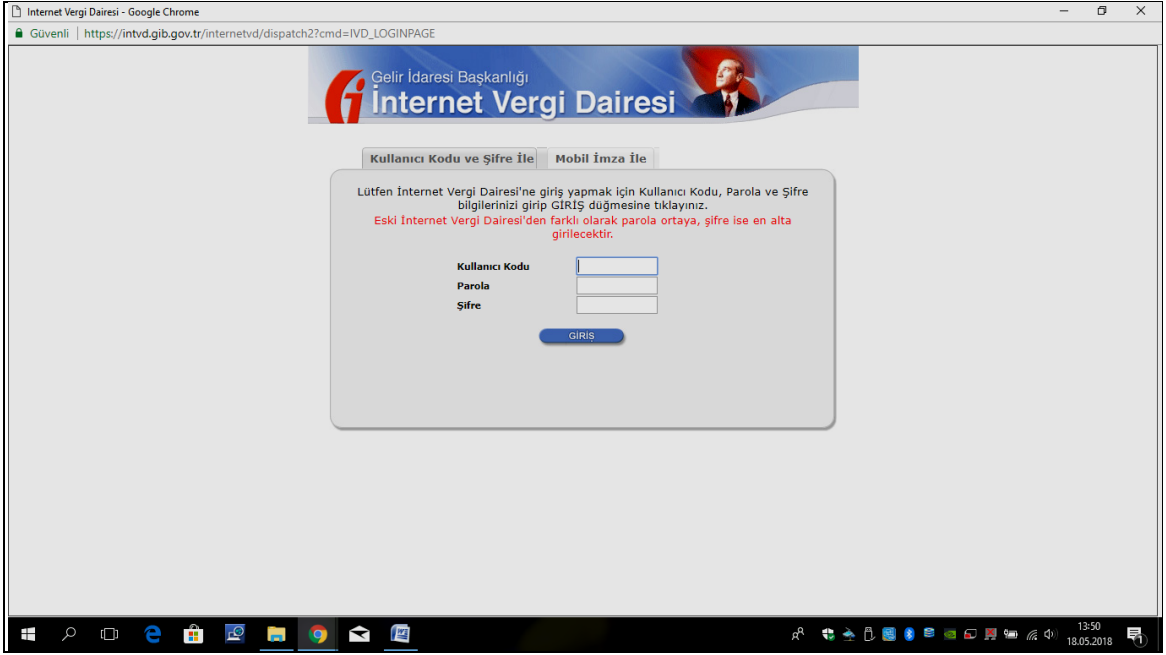 Internet Vergi Dairesi - Google Chrome
Güvenli | https://intvd.gib.gov.tr/internetvd/dispatch2?cmd=IVD_LOGINPAGE
Gelir İdaresi Başkanlığı
İnternet Vergi Dairesi
Kullanıcı Kodu ve Şifre İle
Mobil İmza İle
Lütfen İnternet Vergi Dairesi'ne giriş yapmak için Kullanıcı Kodu, Parola ve Şifre
bilgilerinizi girip GİRİŞ düğmesine tıklayınız.
Eski İnternet Vergi Dairesi'den farklı olarak parola ortaya, şifre ise en alta
girilecektir.
Kullanıcı Kodu
Parola
Şifre
GİRİŞ
13:50
18.05.2018
1